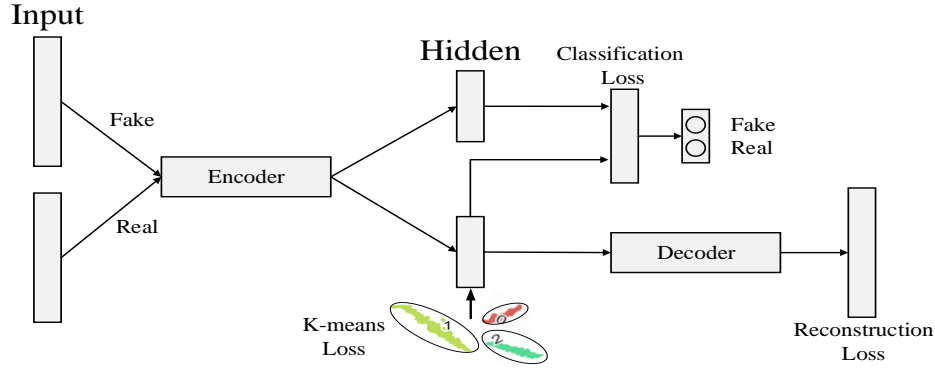 Input
Hidden
Classification
Loss
Fake
Fake
Real
Encoder
Real
Decoder
K-means
Loss
1
0
2
Reconstruction
Loss